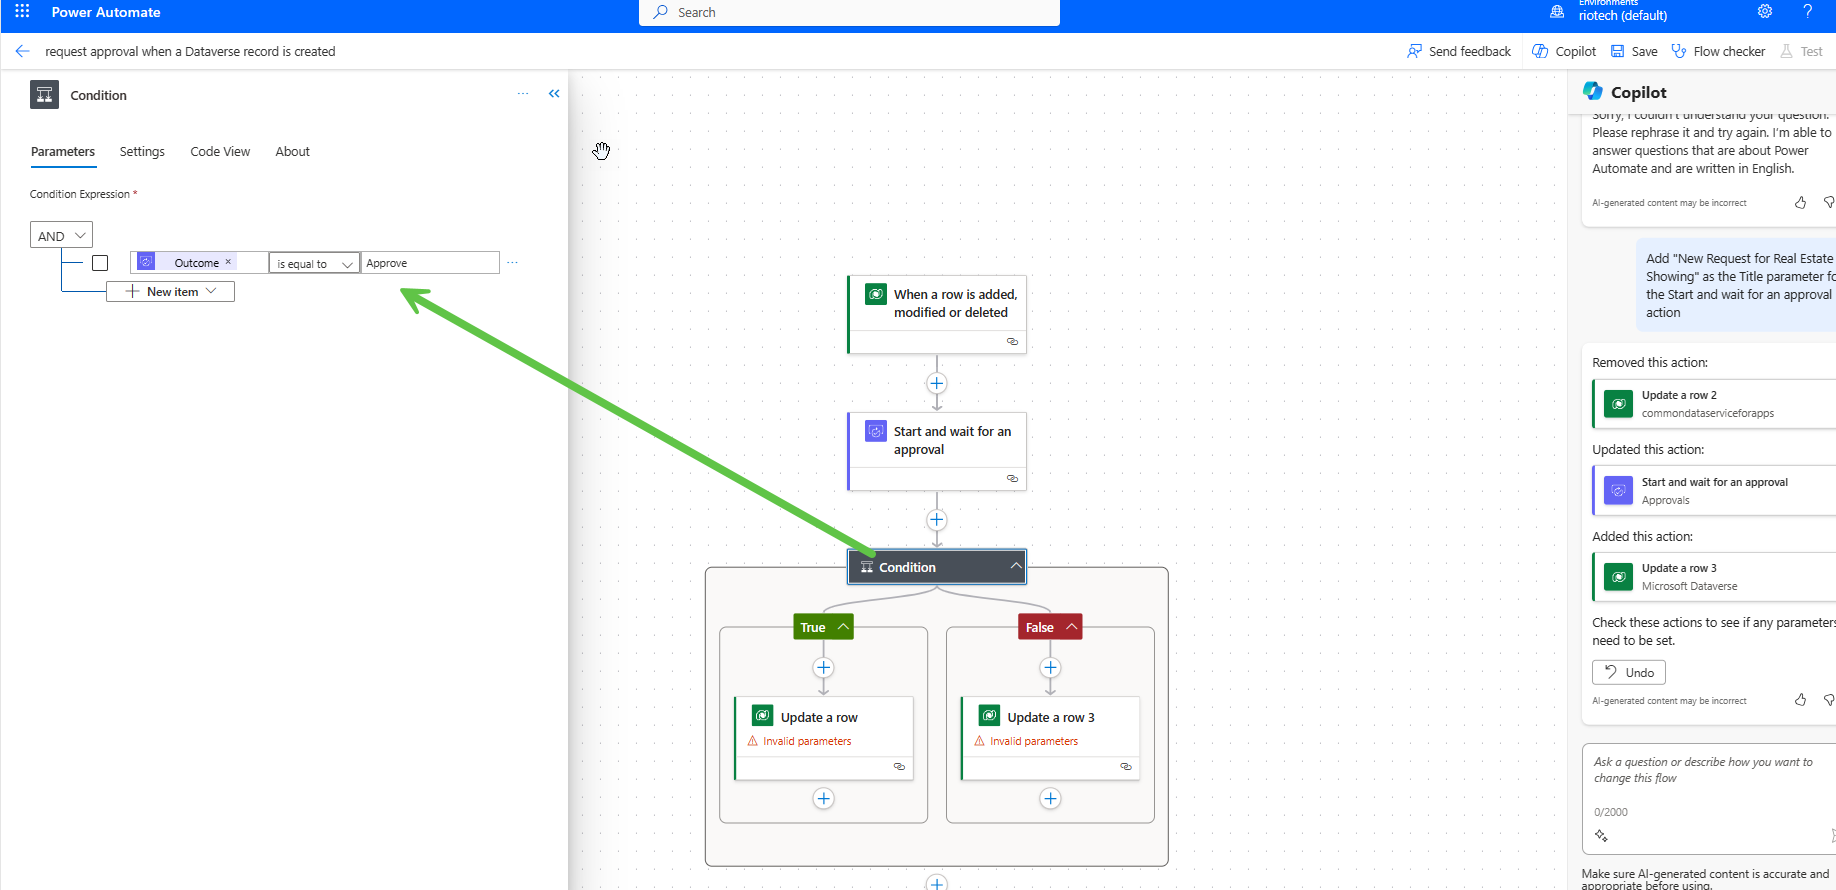 Power Automate
Search
Environments
riotech (default)
?
request approval when a Dataverse record is created
Send feedback
Copilot
Save
Flow checker
Test
Condition
Parameters
Settings
Code View
About
Condition Expression *
AND
Outcome ×
is equal to
Approve
New item
When a row is added,
modified or deleted
Start and wait for an
approval
Condition
True
False
Update a row
Invalid parameters
Update a row 3
Invalid parameters
Copilot
Sorry, I couldn't understand your question.
Please rephrase it and try again. I'm able to
answer questions that are about Power
Automate and are written in English.
AI-generated content may be incorrect
Add "New Request for Real Estate
Showing" as the Title parameter fo
the Start and wait for an approval
action
Removed this action:
Update a row 2
commondataserviceforapps
Updated this action:
Start and wait for an approval
Approvals
Added this action:
Update a row 3
Microsoft Dataverse
Check these actions to see if any parameters
need to be set.
Undo
AI-generated content may be incorrect
Ask a question or describe how you want to
change this flow
0/2000
Make sure AI-generated content is accurate and
appropriate before using.